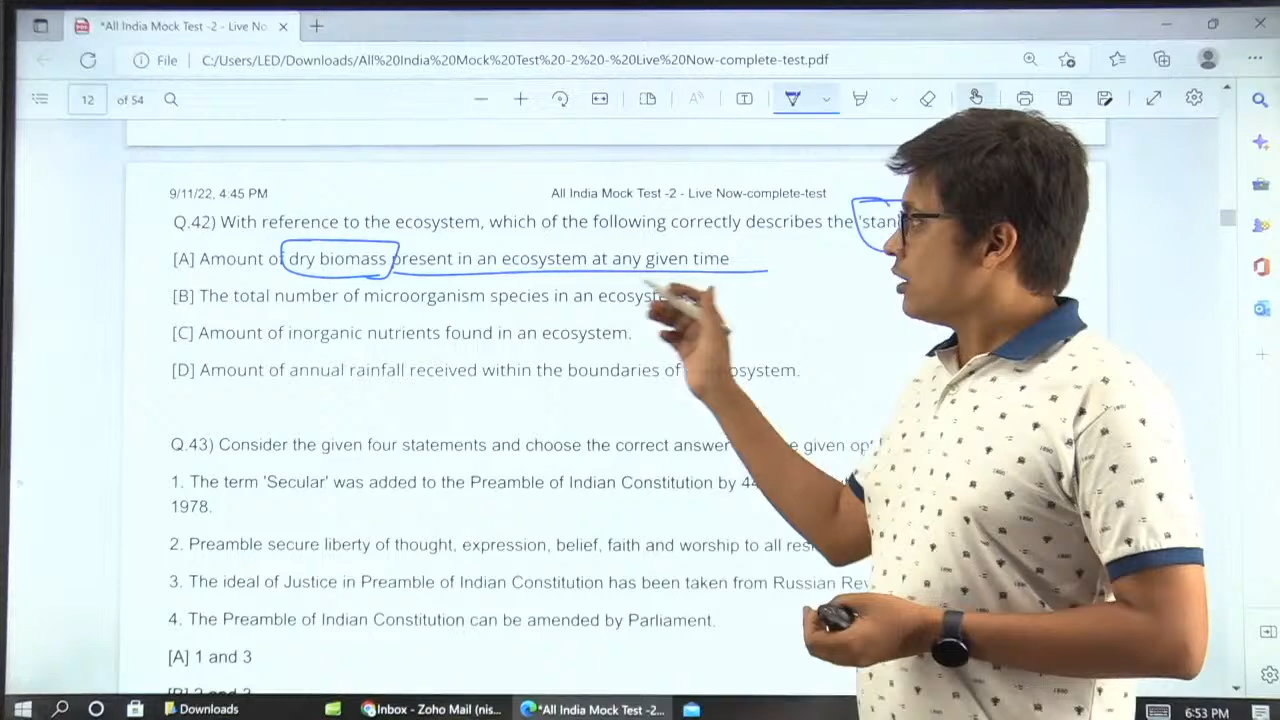 *All India Mock Test -2 - Live No
File
C:/Users/LED/Downloads/All%20India%20Mock%20Test%20-2%20-%20Live%20Now-complete-test.pdf
12 of 54
9/11/22, 4:45 PM
All India Mock Test -2 - Live Now-complete-test
Q.42) With reference to the ecosystem, which of the following correctly describes the 'stan
[A] Amount of dry biomass present in an ecosystem at any given time
[B] The total number of microorganism species in an ecosyste
[C] Amount of inorganic nutrients found in an ecosystem.
[D] Amount of annual rainfall received within the boundaries of osystem.
Q.43) Consider the given four statements and choose the correct answer given op
1. The term 'Secular' was added to the Preamble of Indian Constitution by 44
1978.
2. Preamble secure liberty of thought, expression, belief, faith and worship to all res
3. The ideal of Justice in Preamble of Indian Constitution has been taken from Russian Rev
4. The Preamble of Indian Constitution can be amended by Parliament.
[A] 1 and 3
Downloads
Inbox - Zoho Mail (nis...
*All India Mock Test -2...
6:53 PM